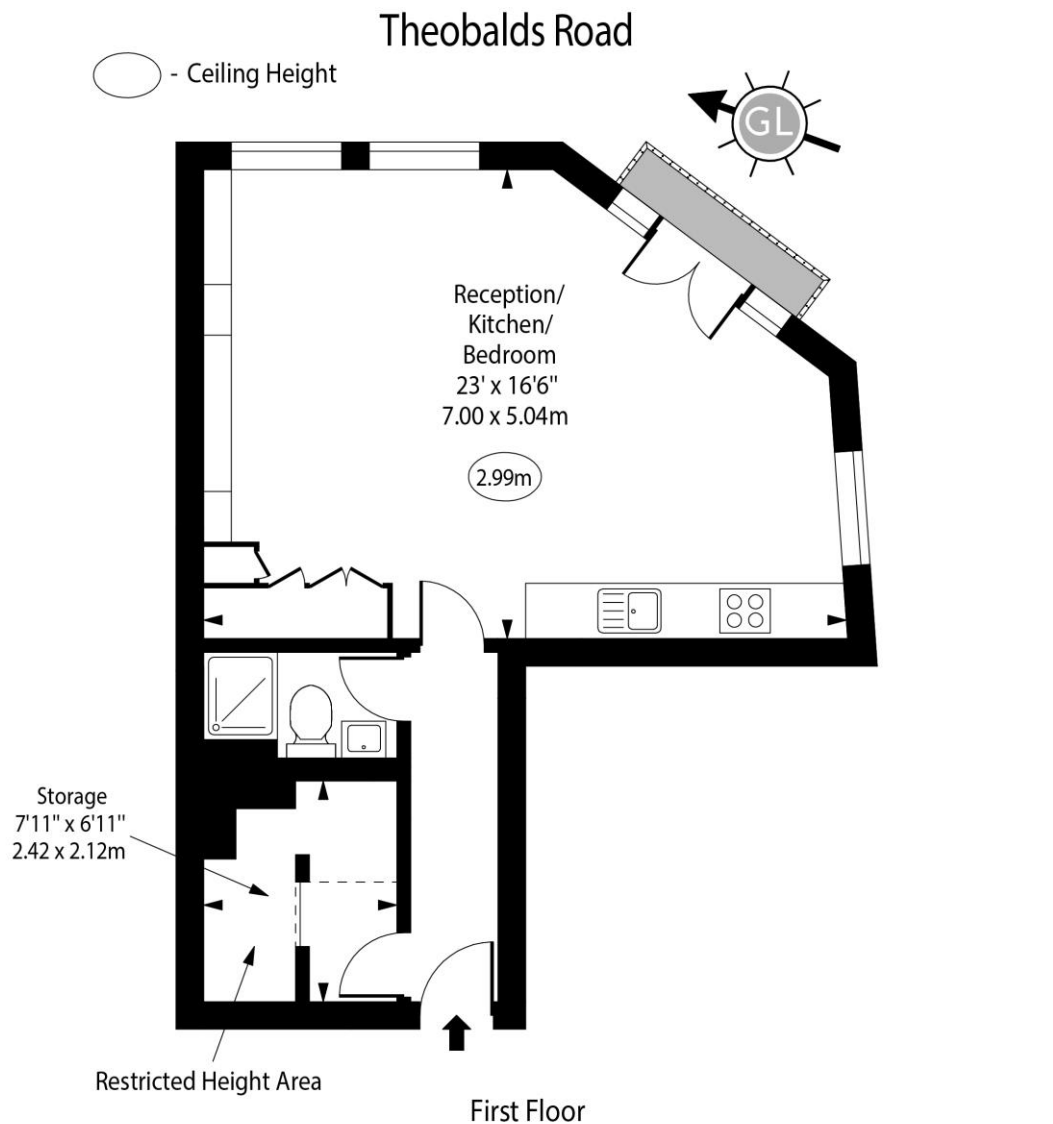 Theobalds Road
- Ceiling Height
GL
Reception/
Kitchen/
Bedroom
23' x 16'6"
7.00 x 5.04m
2.99m
Storage
7'11" x 6'11"
2.42 x 2.12m
Restricted Height Area
First Floor